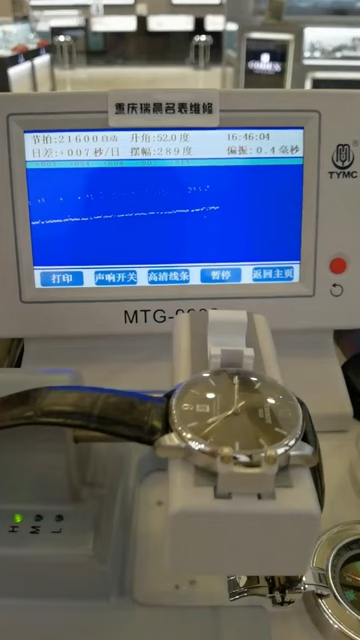 重庆瑞晨名表维修
节拍:21600自动 升角:52.0度 16:46:04
日差:+007秒/日 摆幅:289度 偏振:0.4毫秒
打印 声响开关 高清线条 暂停 返回主页
TYMC
MTG-
H M L